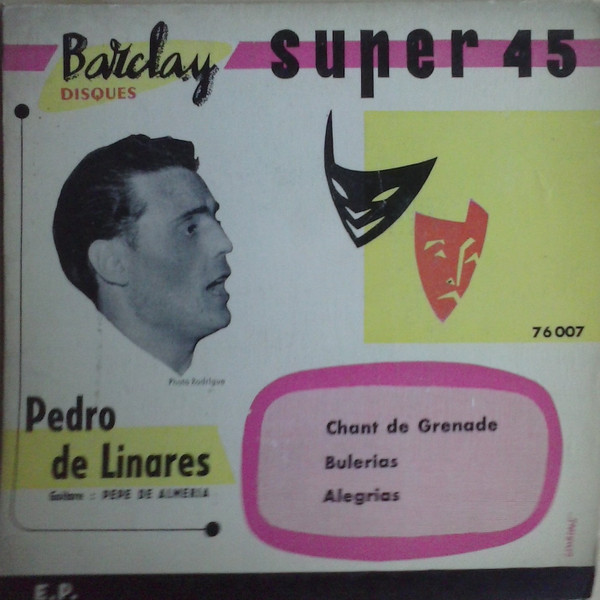 Barclay
DISQUES
super 45
Photo Rodrigue
76 007
Pedro
de Linares
Guitare : PEPE DE ALMERIA
Chant de Grenade
Bulerias
Alegrias
E.P.